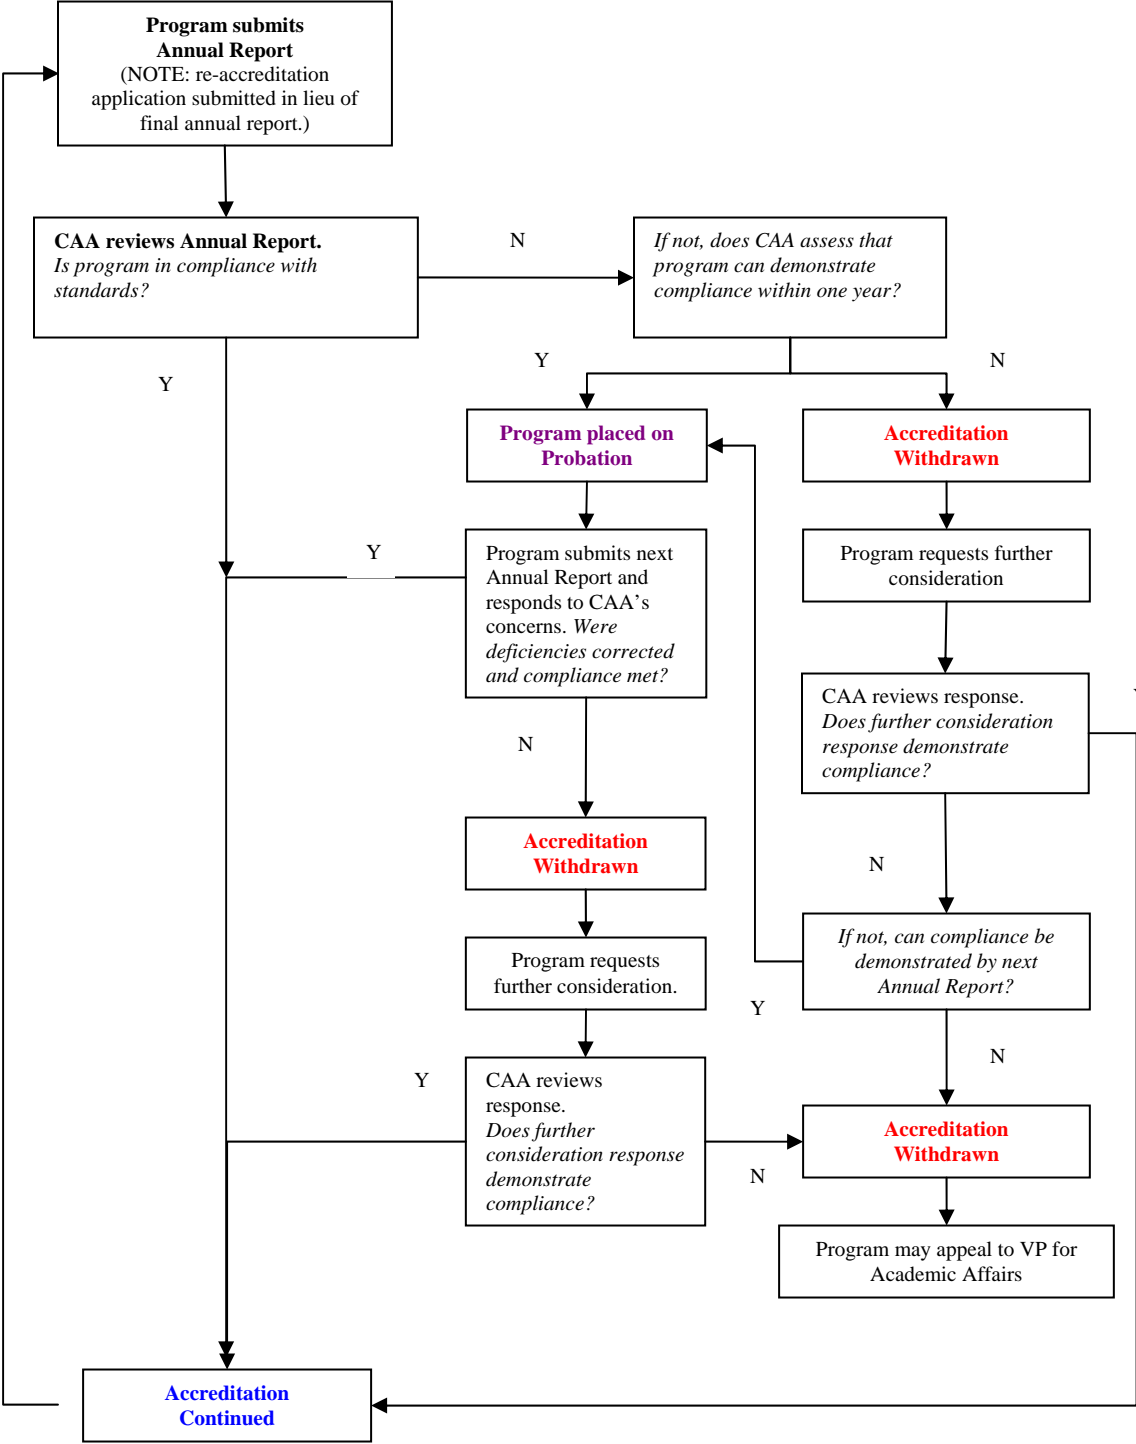 Program submits
Annual Report
(NOTE: re-accreditation
application submitted in lieu of
final annual report.)
CAA reviews Annual Report.
Is program in compliance with
standards?
N
If not, does CAA assess that
program can demonstrate
compliance within one year?
Y
Y
N
Program placed on
Probation
Accreditation
Withdrawn
Y
Program submits next
Annual Report and
responds to CAA’s
concerns. Were
deficiencies corrected
and compliance met?
Program requests further
consideration
CAA reviews response.
Does further consideration
response demonstrate
compliance?
N
Accreditation
Withdrawn
N
If not, can compliance be
demonstrated by next
Annual Report?
Program requests
further consideration.
Y
N
Y
CAA reviews
response.
Does further
consideration response
demonstrate
compliance?
N
Accreditation
Withdrawn
Program may appeal to VP for
Academic Affairs
Accreditation
Continued